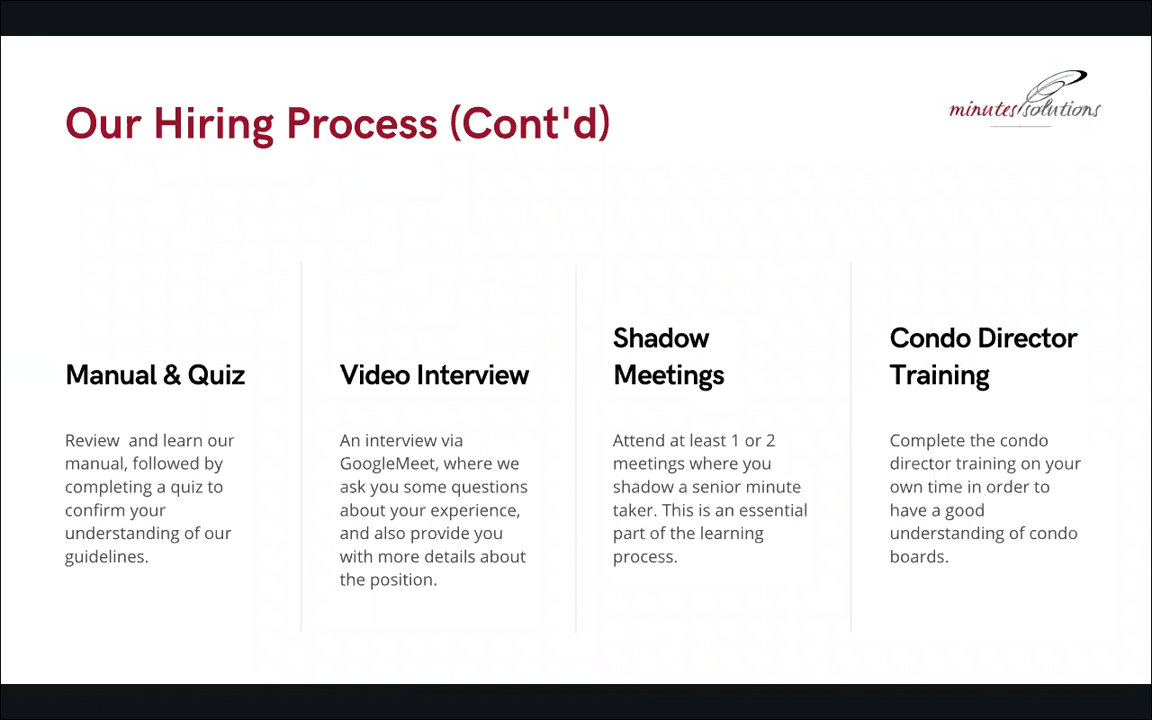 Our Hiring Process (Cont'd)
minutes/solutions
Manual & Quiz
Review  and learn our
manual, followed by
completing a quiz to
confirm your
understanding of our
guidelines.
Video Interview
An interview via
GoogleMeet, where we
ask you some questions
about your experience,
and also provide you
with more details about
the position.
Shadow
Meetings
Attend at least 1 or 2
meetings where you
shadow a senior minute
taker. This is an essential
part of the learning
process.
Condo Director
Training
Complete the condo
director training on your
own time in order to
have a good
understanding of condo
boards.